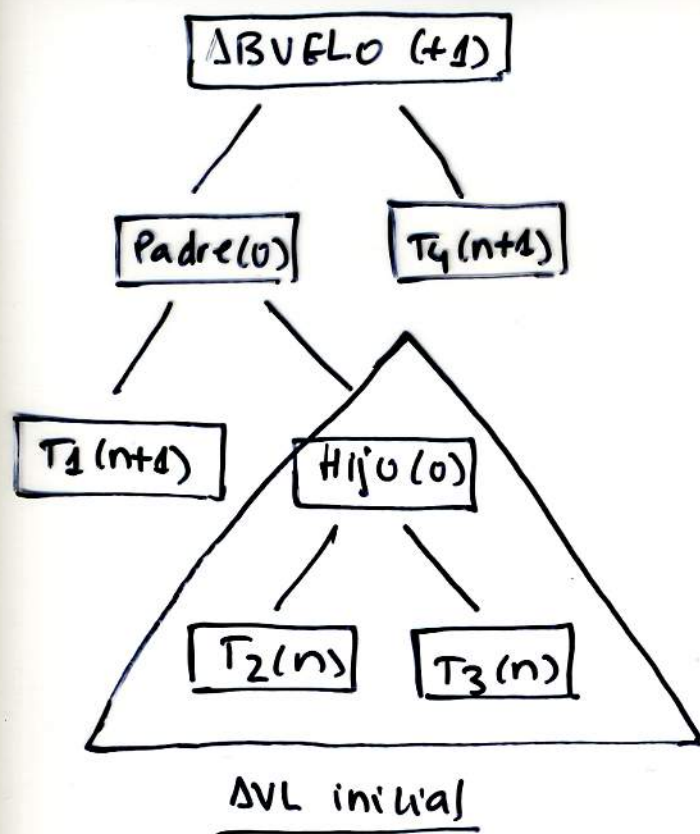 ABUELO (+1)
Padre(0)
T4(n+1)
T1(n+1)
Hijo(0)
T2(n)
T3(n)
AVL inicial